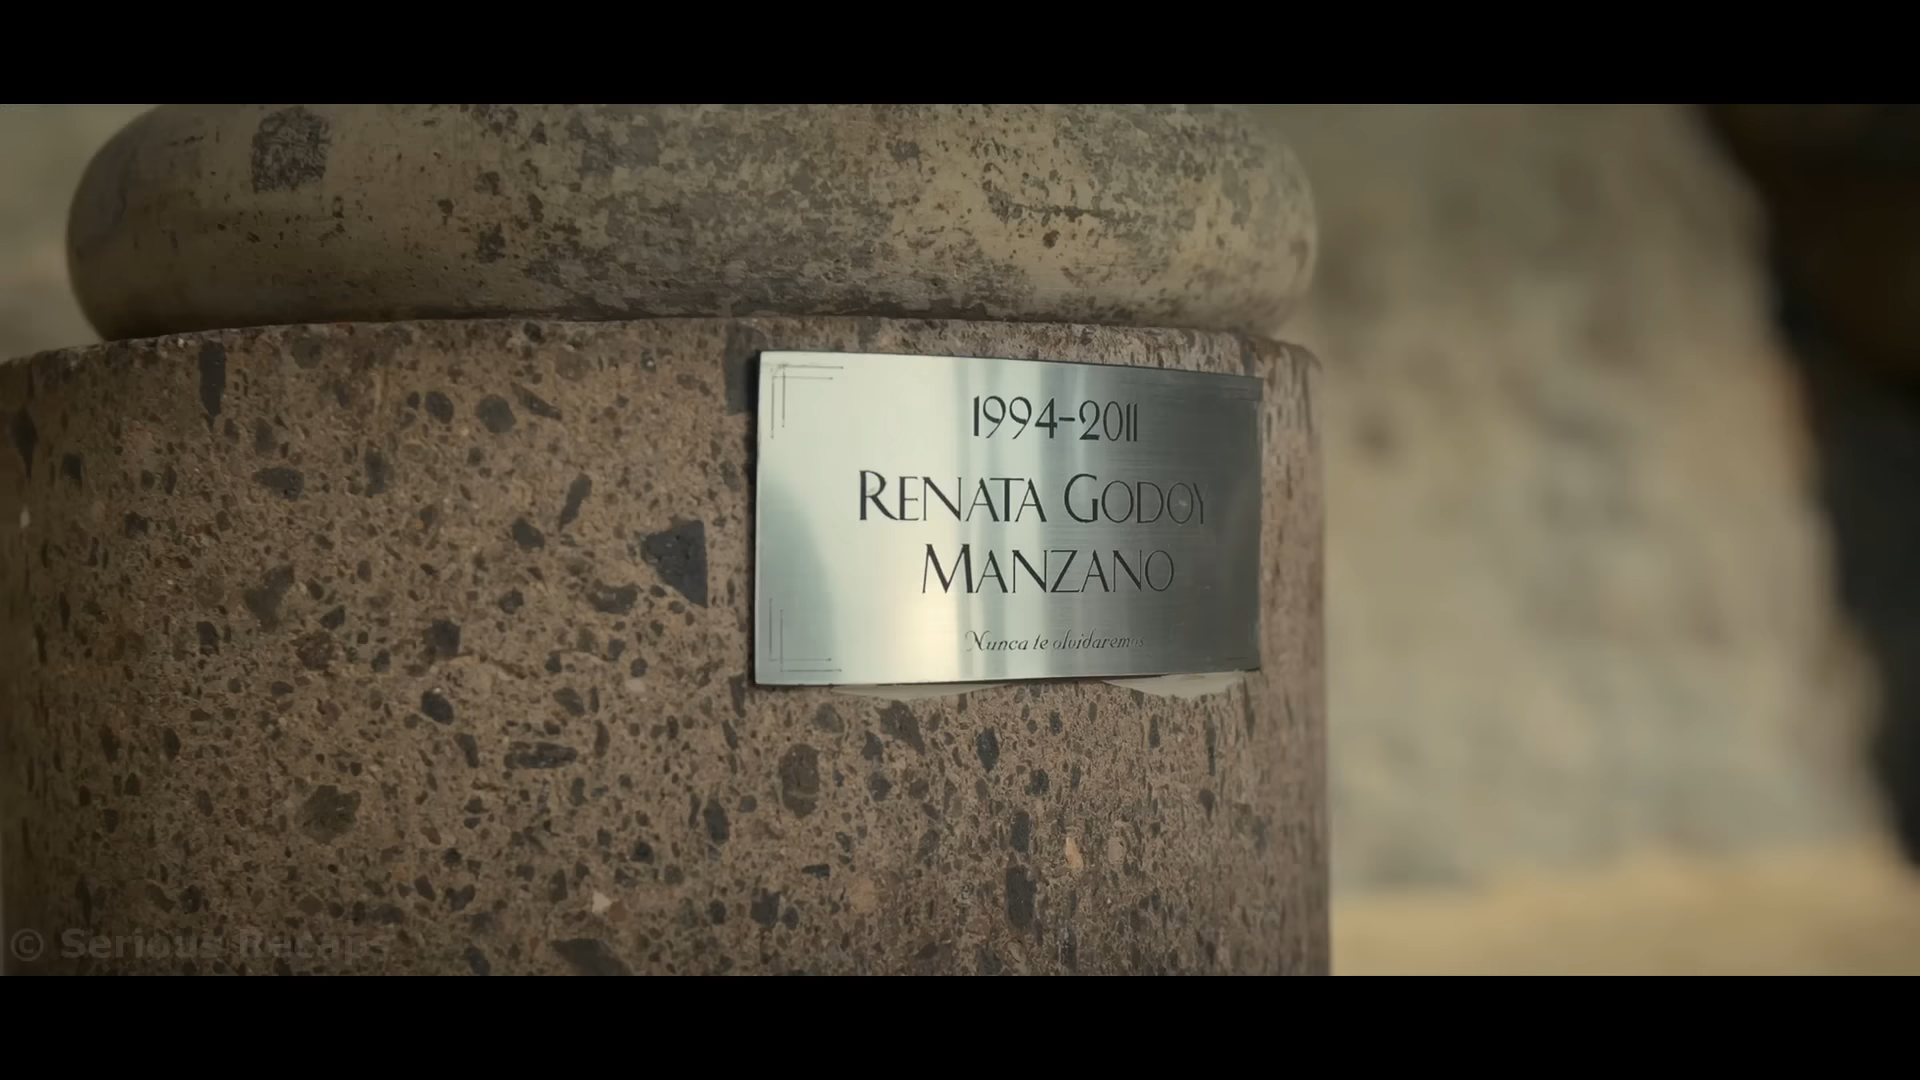 1994-2011
RENATA GODOY
MANZANO
Nunca te olvidaremos
© Serious Recaps